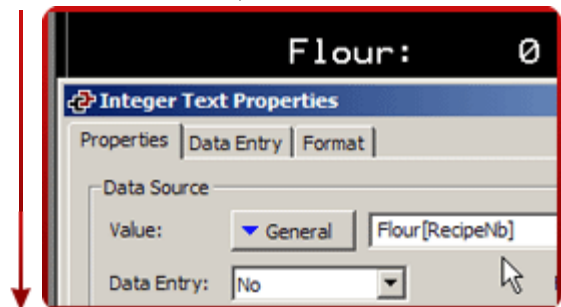 Flour: 0
Integer Text Properties
Properties Data Entry Format
Data Source
Value: General Flour[RecipeNb]
Data Entry: No